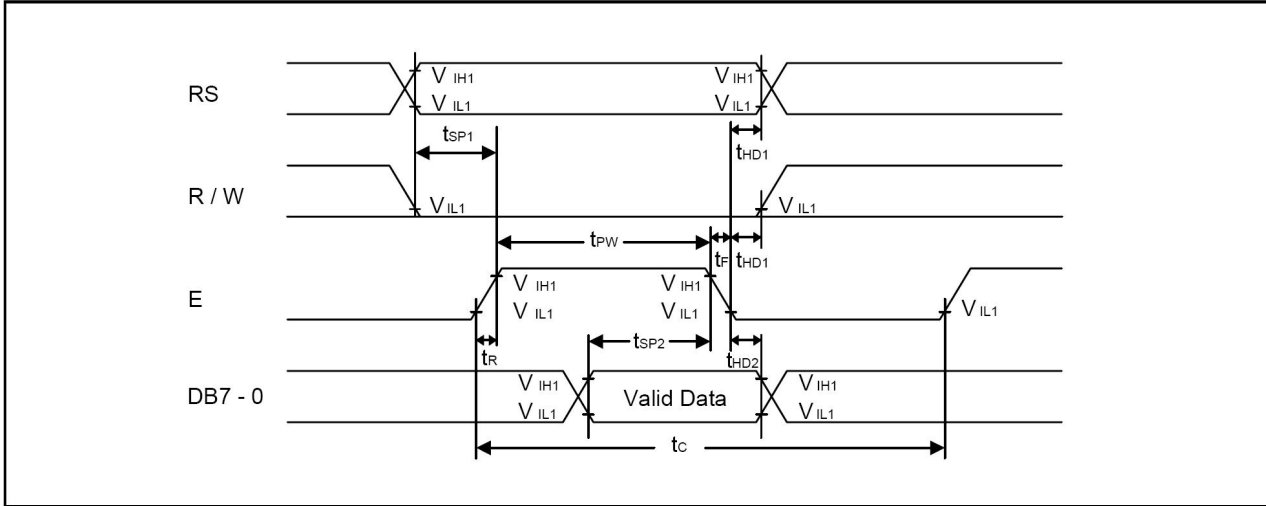 RS
V IH1
V IL1
V IH1
V IL1
tSP1
tHD1
R / W
V IL1
V IL1
tPW
tF
tHD1
E
V IH1
V IL1
V IH1
V IL1
V IL1
tR
tSP2
tHD2
DB7 - 0
V IH1
V IL1
Valid Data
V IH1
V IL1
tC